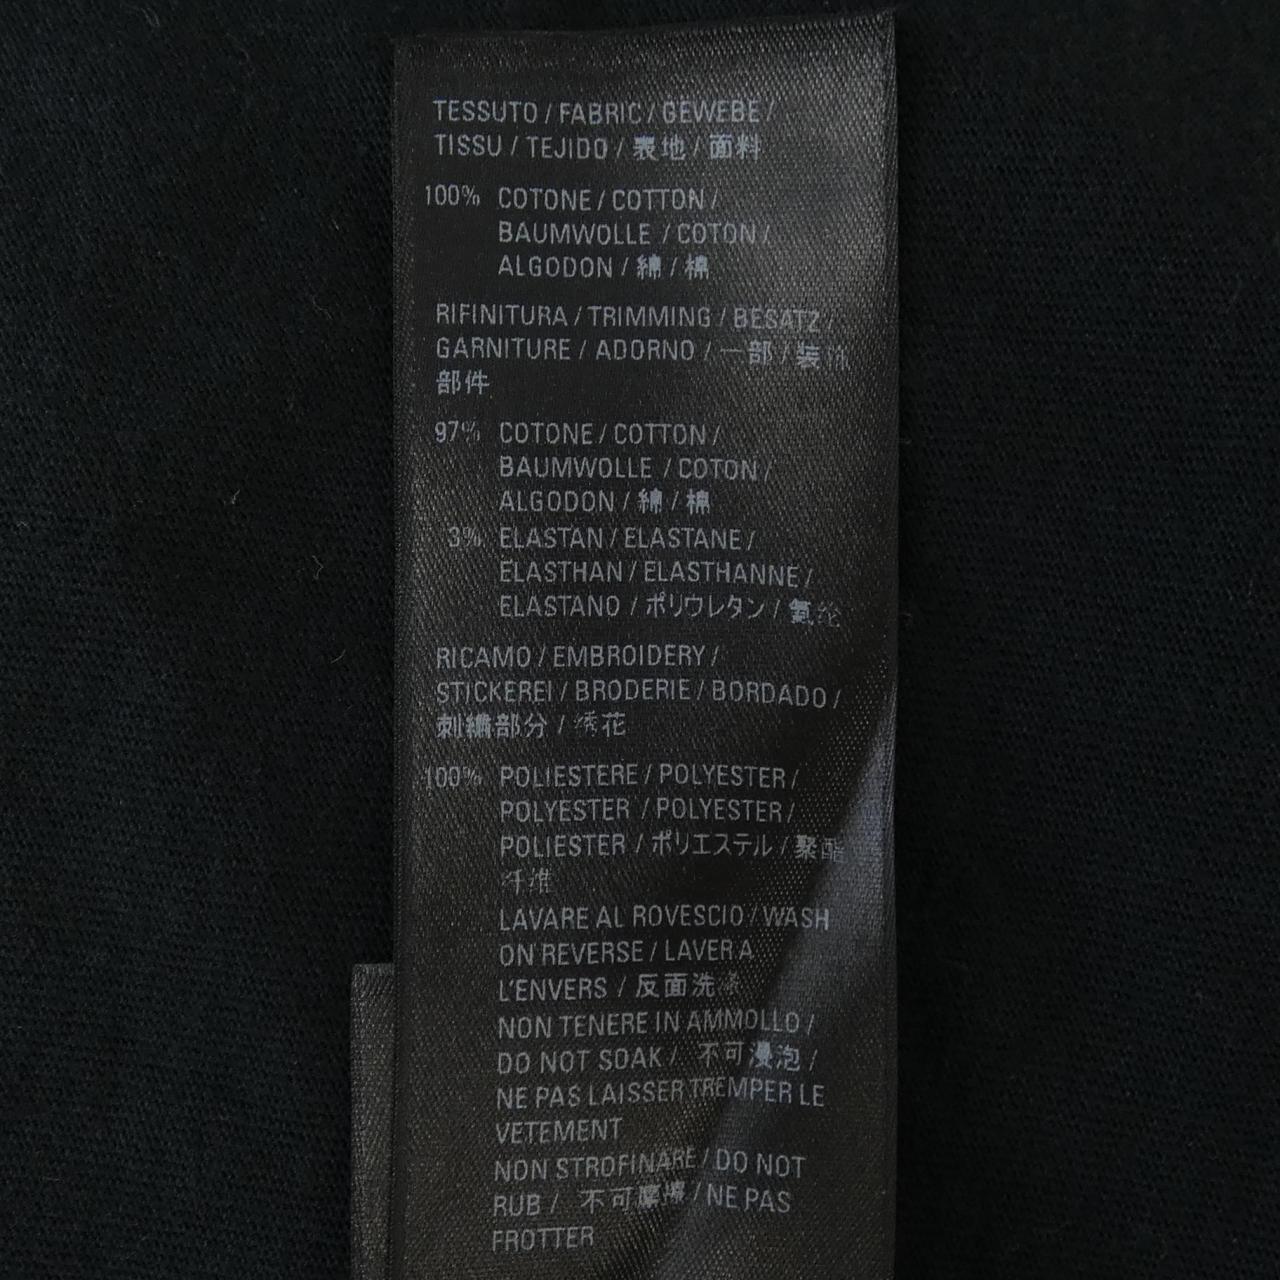 TESSUTO / FABRIC / GEWEBE /
TISSU / TEJIDO / 表地 / 面料
100% COTONE / COTTON /
BAUMWOLLE / COTON /
ALGODON / 綿 / 棉
RIFINITURA / TRIMMING / BESATZ /
GARNITURE / ADORNO / 一部 / 装饰
部件
97% COTONE / COTTON /
BAUMWOLLE / COTON /
ALGODON / 綿 / 棉
3% ELASTAN / ELASTANE /
ELASTHAN / ELASTHANNE /
ELASTANO / ポリウレタン / 氨纶
RICAMO / EMBROIDERY /
STICKEREI / BRODERIE / BORDADO /
刺繍部分 / 绣花
100% POLIESTERE / POLYESTER /
POLYESTER / POLYESTER /
POLIESTER / ポリエステル / 聚酯
纤维
LAVARE AL ROVESCIO / WASH
ON REVERSE / LAVER A
L'ENVERS / 反面洗涤
NON TENERE IN AMMOLLO /
DO NOT SOAK / 不可浸泡 /
NE PAS LAISSER TREMPER LE
VETEMENT
NON STROFINARE / DO NOT
RUB / 不可摩擦 / NE PAS
FROTTER